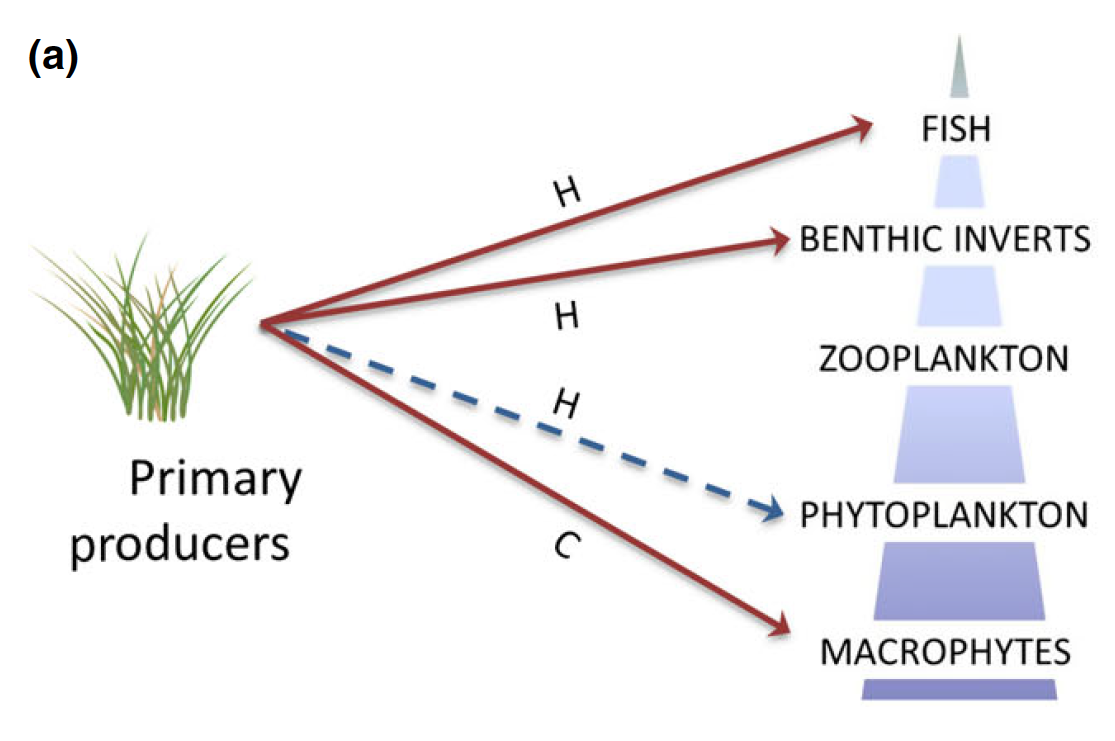 (a)
FISH
H
BENTHIC INVERTS
H
ZOOPLANKTON
H
Primary
producers
PHYTOPLANKTON
C
MACROPHYTES